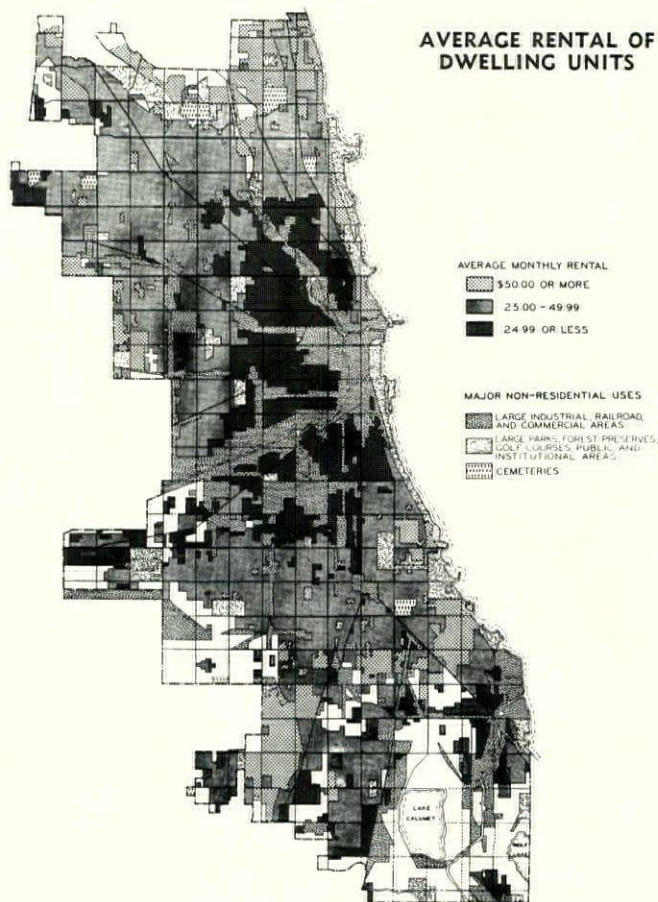 AVERAGE RENTAL OF
DWELLING UNITS
AVERAGE MONTHLY RENTAL
$50.00 OR MORE
25.00 - 49.99
24.99 OR LESS
MAJOR NON-RESIDENTIAL USES
LARGE INDUSTRIAL, RAILROAD,
AND COMMERCIAL AREAS
LARGE PARKS, FOREST PRESERVES,
GOLF COURSES, PUBLIC AND
INSTITUTIONAL AREAS
CEMETERIES
LAKE
CALUMET